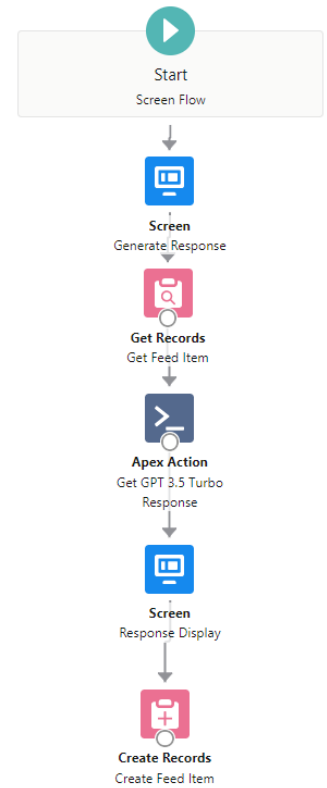 Start
Screen Flow
Screen
Generate Response
Get Records
Get Feed Item
Apex Action
Get GPT 3.5 Turbo
Response
Screen
Response Display
Create Records
Create Feed Item